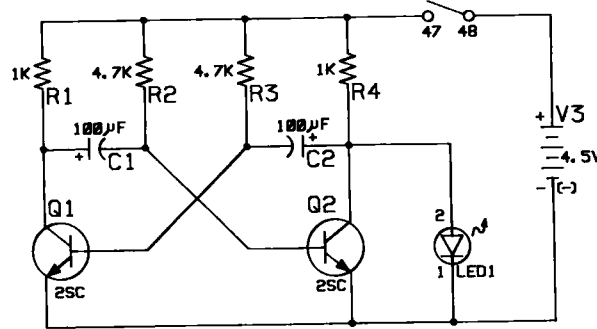 47 48
1K 4.7K 4.7K 1K
R1 R2 R3 R4
100µF 100µF
+ C1 C2 +
+ V3
4.5V
- (-)
Q1 Q2
2
2SC 2SC
1 LED1